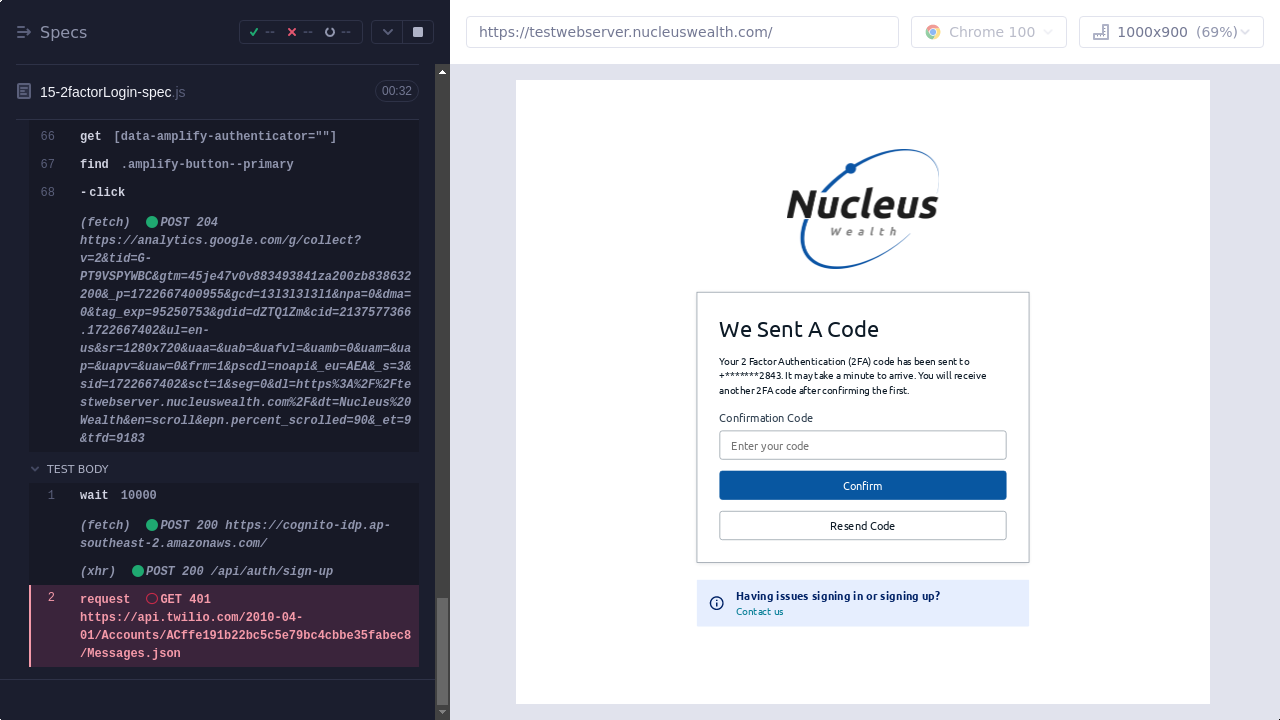 Specs
--
--
--
15-2factorLogin-spec.js
00:32
66 get [data-amplify-authenticator=""]
67 find .amplify-button--primary
68 -click
(fetch) POST 204
https://analytics.google.com/g/collect?
v=2&tid=G-
PT9VSPYWBC&gtm=45je47v0v883493841za200zb838632
200&_p=1722667400955&gcd=13l3l3l3l1&npa=0&dma=
0&tag_exp=95250753&gdid=dZTQ1Zm&cid=2137577366
.1722667402&ul=en-
us&sr=1280x720&uaa=&uab=&uafvl=&uamb=0&uam=&ua
p=&uapv=&uaw=0&frm=1&pscdl=noapi&_eu=AEA&_s=3&
sid=1722667402&sct=1&seg=0&dl=https%3A%2F%2Fte
stwebserver.nucleuswealth.com%2F&dt=Nucleus%20
Wealth&en=scroll&epn.percent_scrolled=90&_et=9
&tfd=9183
TEST BODY
1 wait 10000
(fetch) POST 200 https://cognito-idp.ap-
southeast-2.amazonaws.com/
(xhr) POST 200 /api/auth/sign-up
2 request GET 401
https://api.twilio.com/2010-04-
01/Accounts/ACffe191b22bc5c5e79bc4cbbe35fabec8
/Messages.json
https://testwebserver.nucleuswealth.com/
Chrome 100
1000x900 (69%)
Nucleus
Wealth
We Sent A Code
Your 2 Factor Authentication (2FA) code has been sent to
+*******2843. It may take a minute to arrive. You will receive
another 2FA code after confirming the first.
Confirmation Code
Enter your code
Confirm
Resend Code
Having issues signing in or signing up?
Contact us